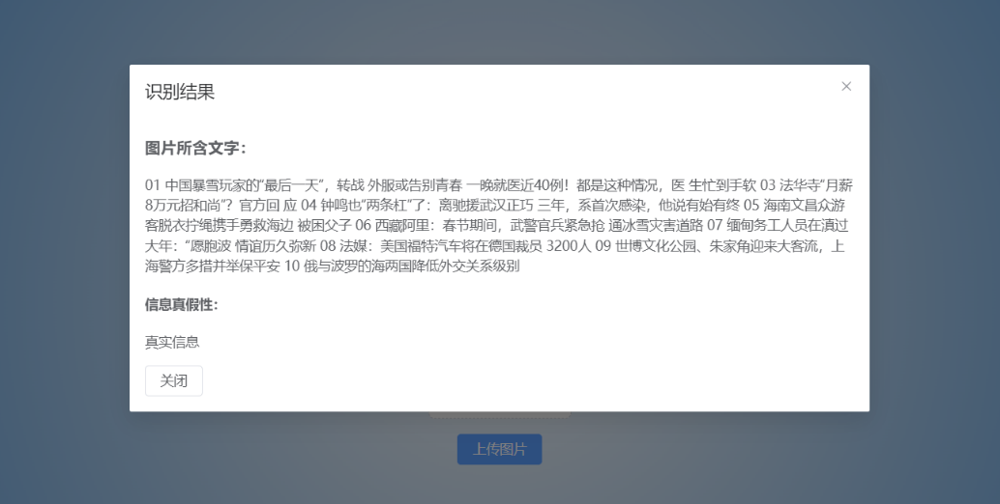 识别结果
图片所含文字:
01 中国暴雪玩家的“最后一天”，转战 外服或告别青春 一晚就医近40例！都是这种情况，医 生忙到手软 03 法华寺“月薪
8万元招和尚”？官方回 应 04 钟鸣也“两条杠”了：离驰援武汉正巧 三年，系首次感染，他说有始有终 05 海南文昌众游
客脱衣拧绳携手勇救海边 被困父子 06 西藏阿里：春节期间，武警官兵紧急抢 通冰雪灾害道路 07 缅甸务工人员在滇过
大年：“愿胞波 情谊历久弥新 08 法媒：美国福特汽车将在德国裁员 3200人 09 世博文化公园、朱家角迎来大客流，上
海警方多措并举保平安 10 俄与波罗的海两国降低外交关系级别
信息真假性:
真实信息
关闭
上传图片